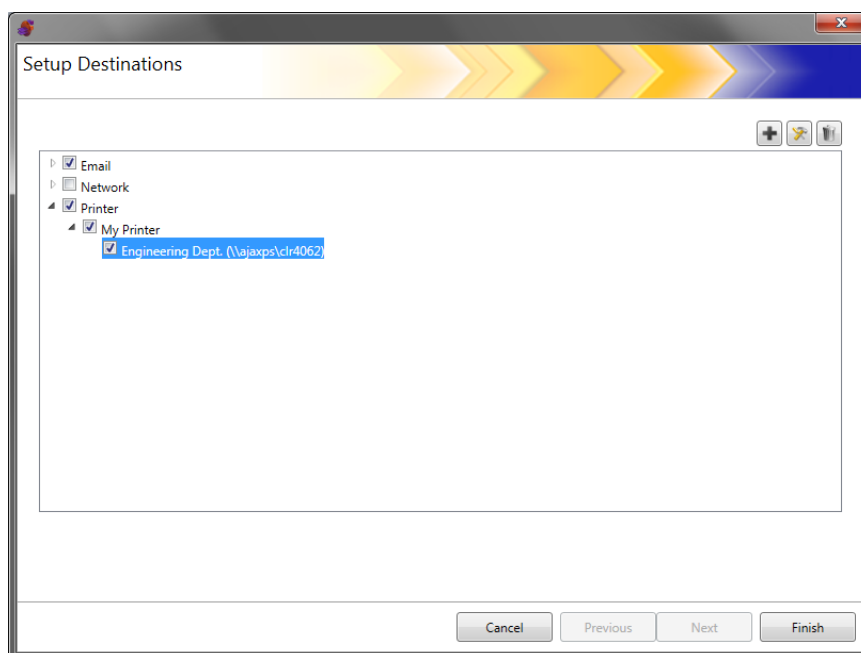 Setup Destinations
Email
Network
Printer
My Printer
Engineering Dept. (\\ajaxps\clr4062)
Cancel
Previous
Next
Finish